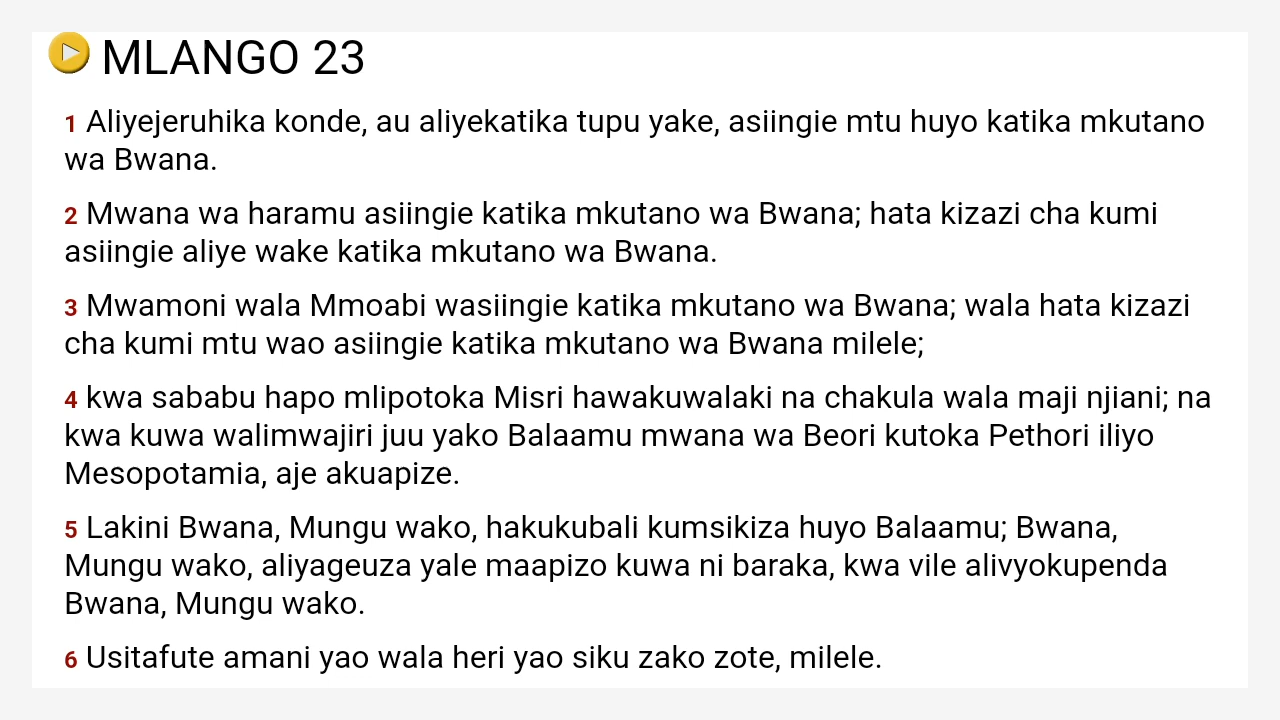 MLANGO 23
1 Aliyejeruhika konde, au aliyekatika tupu yake, asiingie mtu huyo katika mkutano
wa Bwana.
2 Mwana wa haramu asiingie katika mkutano wa Bwana; hata kizazi cha kumi
asiingie aliye wake katika mkutano wa Bwana.
3 Mwamoni wala Mmoabi wasiingie katika mkutano wa Bwana; wala hata kizazi
cha kumi mtu wao asiingie katika mkutano wa Bwana milele;
4 kwa sababu hapo mlipotoka Misri hawakuwalaki na chakula wala maji njiani; na
kwa kuwa walimwajiri juu yako Balaamu mwana wa Beori kutoka Pethori iliyo
Mesopotamia, aje akuapize.
5 Lakini Bwana, Mungu wako, hakukubali kumsikiza huyo Balaamu; Bwana,
Mungu wako, aliyageuza yale maapizo kuwa ni baraka, kwa vile alivyokupenda
Bwana, Mungu wako.
6 Usitafute amani yao wala heri yao siku zako zote, milele.